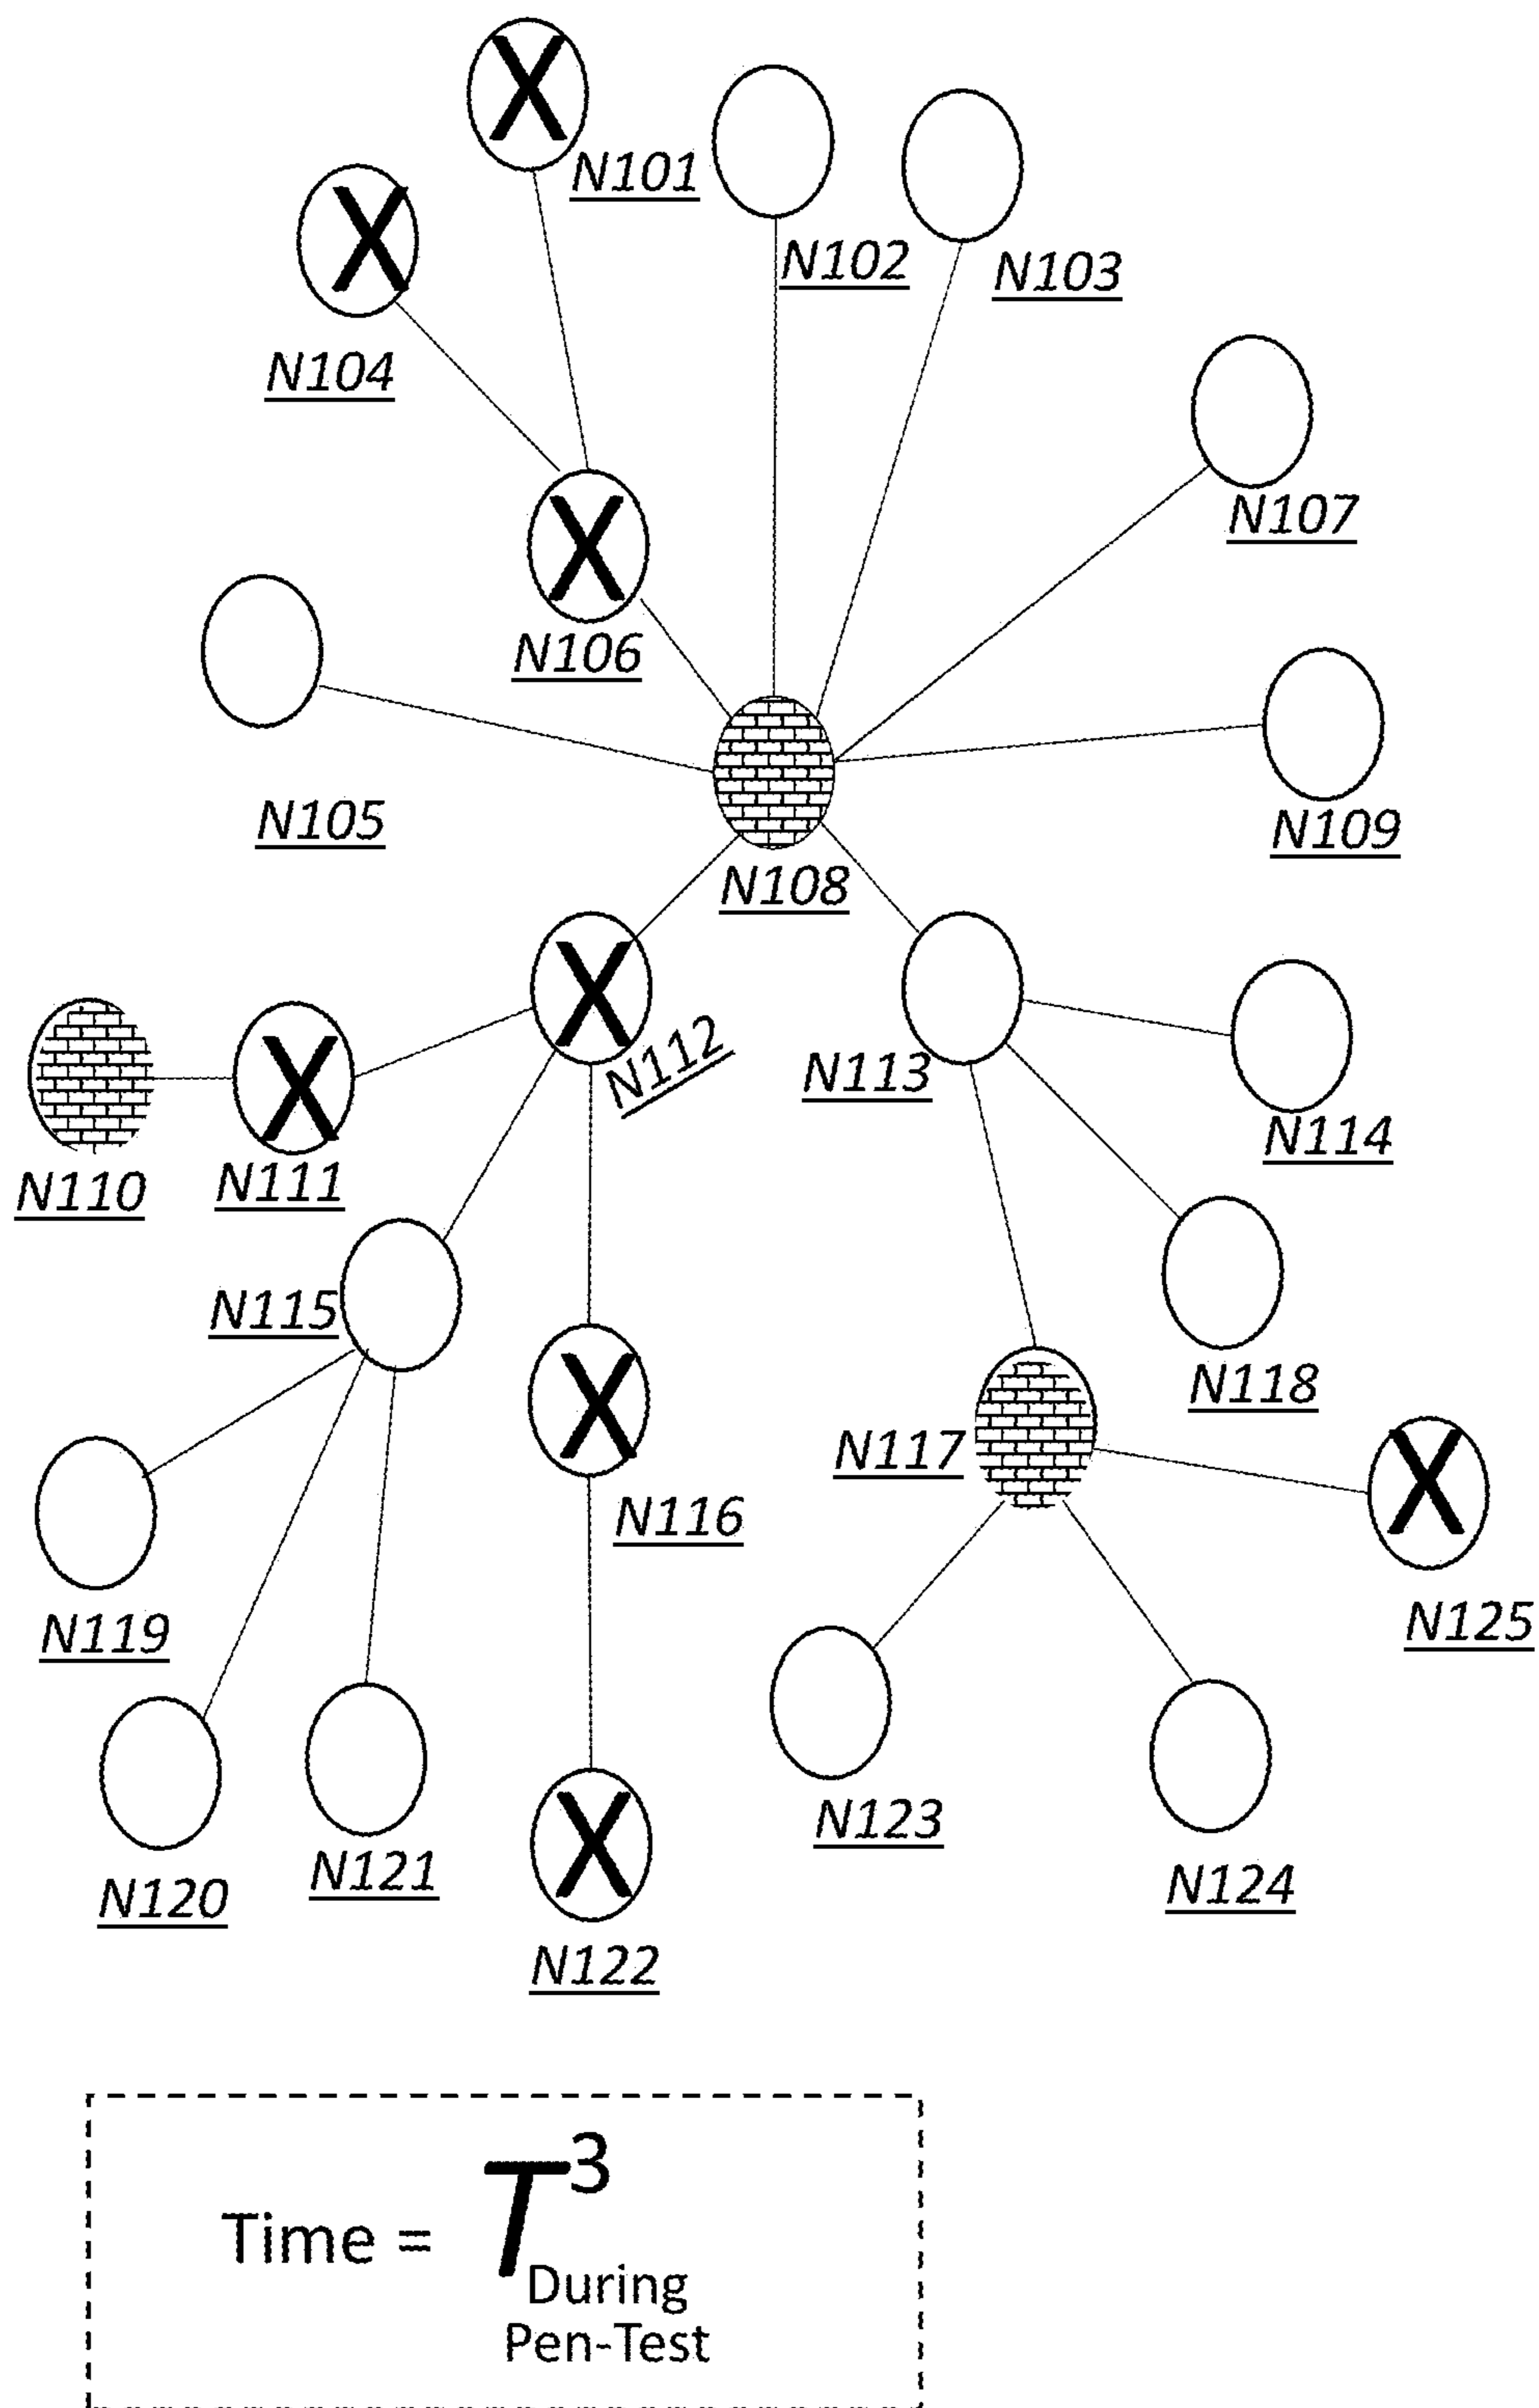 X
N101
X
N102
N103
N104
N107
X
N106
N105
N109
N108
X
N112
N113
X
N110
N111
N114
N115
X
N116
N117
N118
X
N125
N119
N123
N121
N120
N124
X
N122
Time = T³
During
Pen-Test